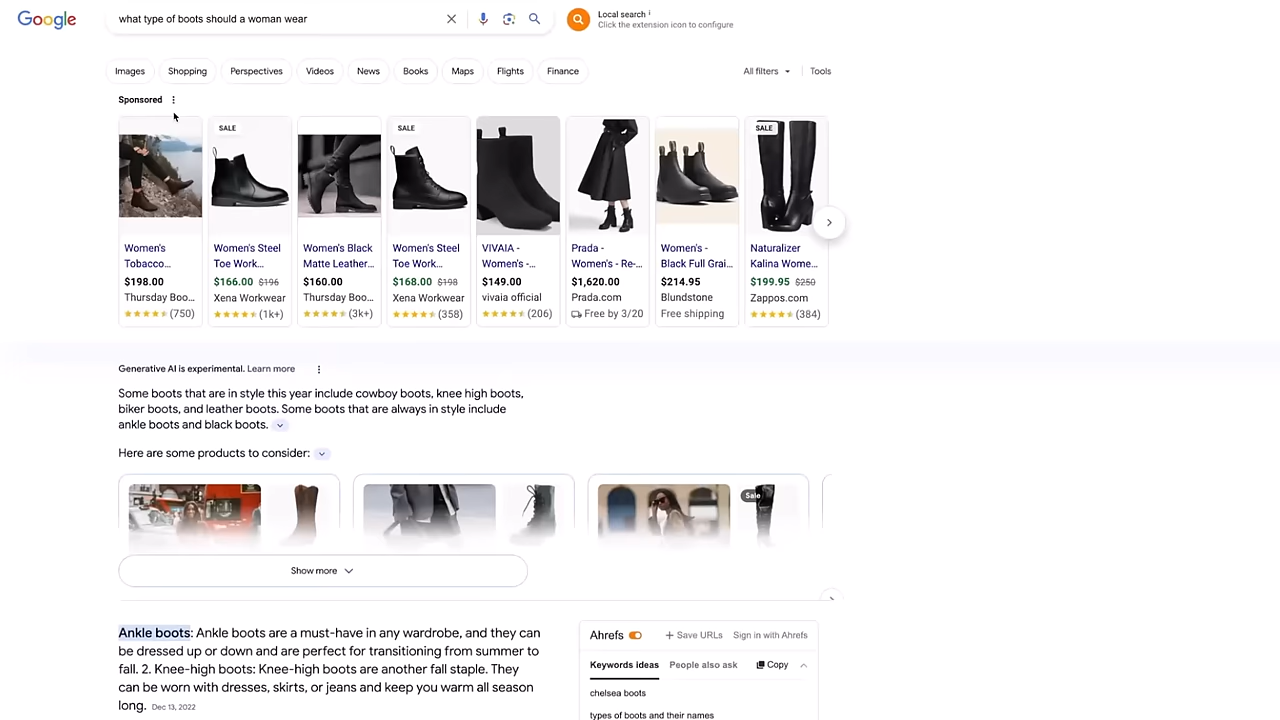 Google
what type of boots should a woman wear
Local search
Click the extension icon to configure
Images
Shopping
Perspectives
Videos
News
Books
Maps
Flights
Finance
All filters
Tools
Sponsored
SALE
SALE
SALE
Women's
Tobacco...
$198.00
Thursday Boo...
(750)
Women's Steel
Toe Work...
$166.00 $196
Xena Workwear
(1k+)
Women's Black
Matte Leather...
$160.00
Thursday Boo...
(3k+)
Women's Steel
Toe Work...
$168.00 $198
Xena Workwear
(358)
VIVAIA -
Women's -...
$149.00
vivaia official
(206)
Prada -
Women's - Re-...
$1,620.00
Prada.com
Free by 3/20
Women's -
Black Full Grai...
$214.95
Blundstone
Free shipping
Naturalizer
Kalina Wome...
$199.95 $250
Zappos.com
(384)
Generative AI is experimental. Learn more
Some boots that are in style this year include cowboy boots, knee high boots,
biker boots, and leather boots. Some boots that are always in style include
ankle boots and black boots.
Here are some products to consider:
Sale
Show more
Ankle boots: Ankle boots are a must-have in any wardrobe, and they can
be dressed up or down and are perfect for transitioning from summer to
fall. 2. Knee-high boots: Knee-high boots are another fall staple. They
can be worn with dresses, skirts, or jeans and keep you warm all season
long. Dec 13, 2022
Ahrefs
+ Save URLs
Sign in with Ahrefs
Keywords ideas
People also ask
Copy
chelsea boots
types of boots and their names